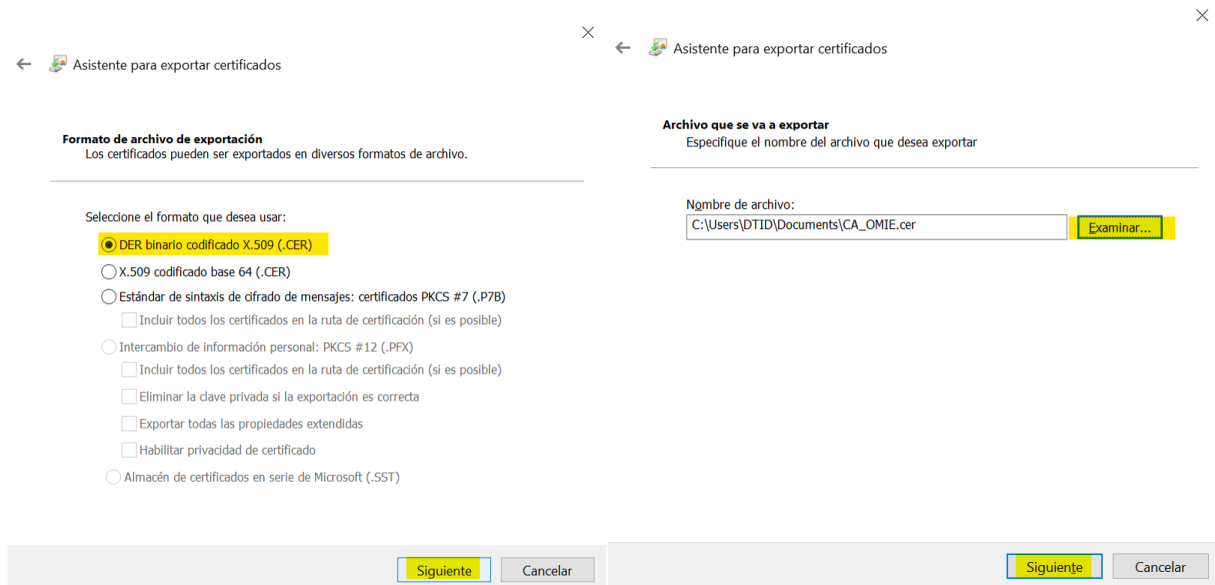 Asistente para exportar certificados
Formato de archivo de exportación
Los certificados pueden ser exportados en diversos formatos de archivo.
Seleccione el formato que desea usar:
DER binario codificado X.509 (.CER)
X.509 codificado base 64 (.CER)
Estándar de sintaxis de cifrado de mensajes: certificados PKCS #7 (.P7B)
Incluir todos los certificados en la ruta de certificación (si es posible)
Intercambio de información personal: PKCS #12 (.PFX)
Incluir todos los certificados en la ruta de certificación (si es posible)
Eliminar la clave privada si la exportación es correcta
Exportar todas las propiedades extendidas
Habilitar privacidad de certificado
Almacén de certificados en serie de Microsoft (.SST)
Siguiente Cancelar
Asistente para exportar certificados
Archivo que se va a exportar
Especifique el nombre del archivo que desea exportar
Nombre de archivo:
C:\Users\DTID\Documents\CA_OMIE.cer Examinar...
Siguiente Cancelar